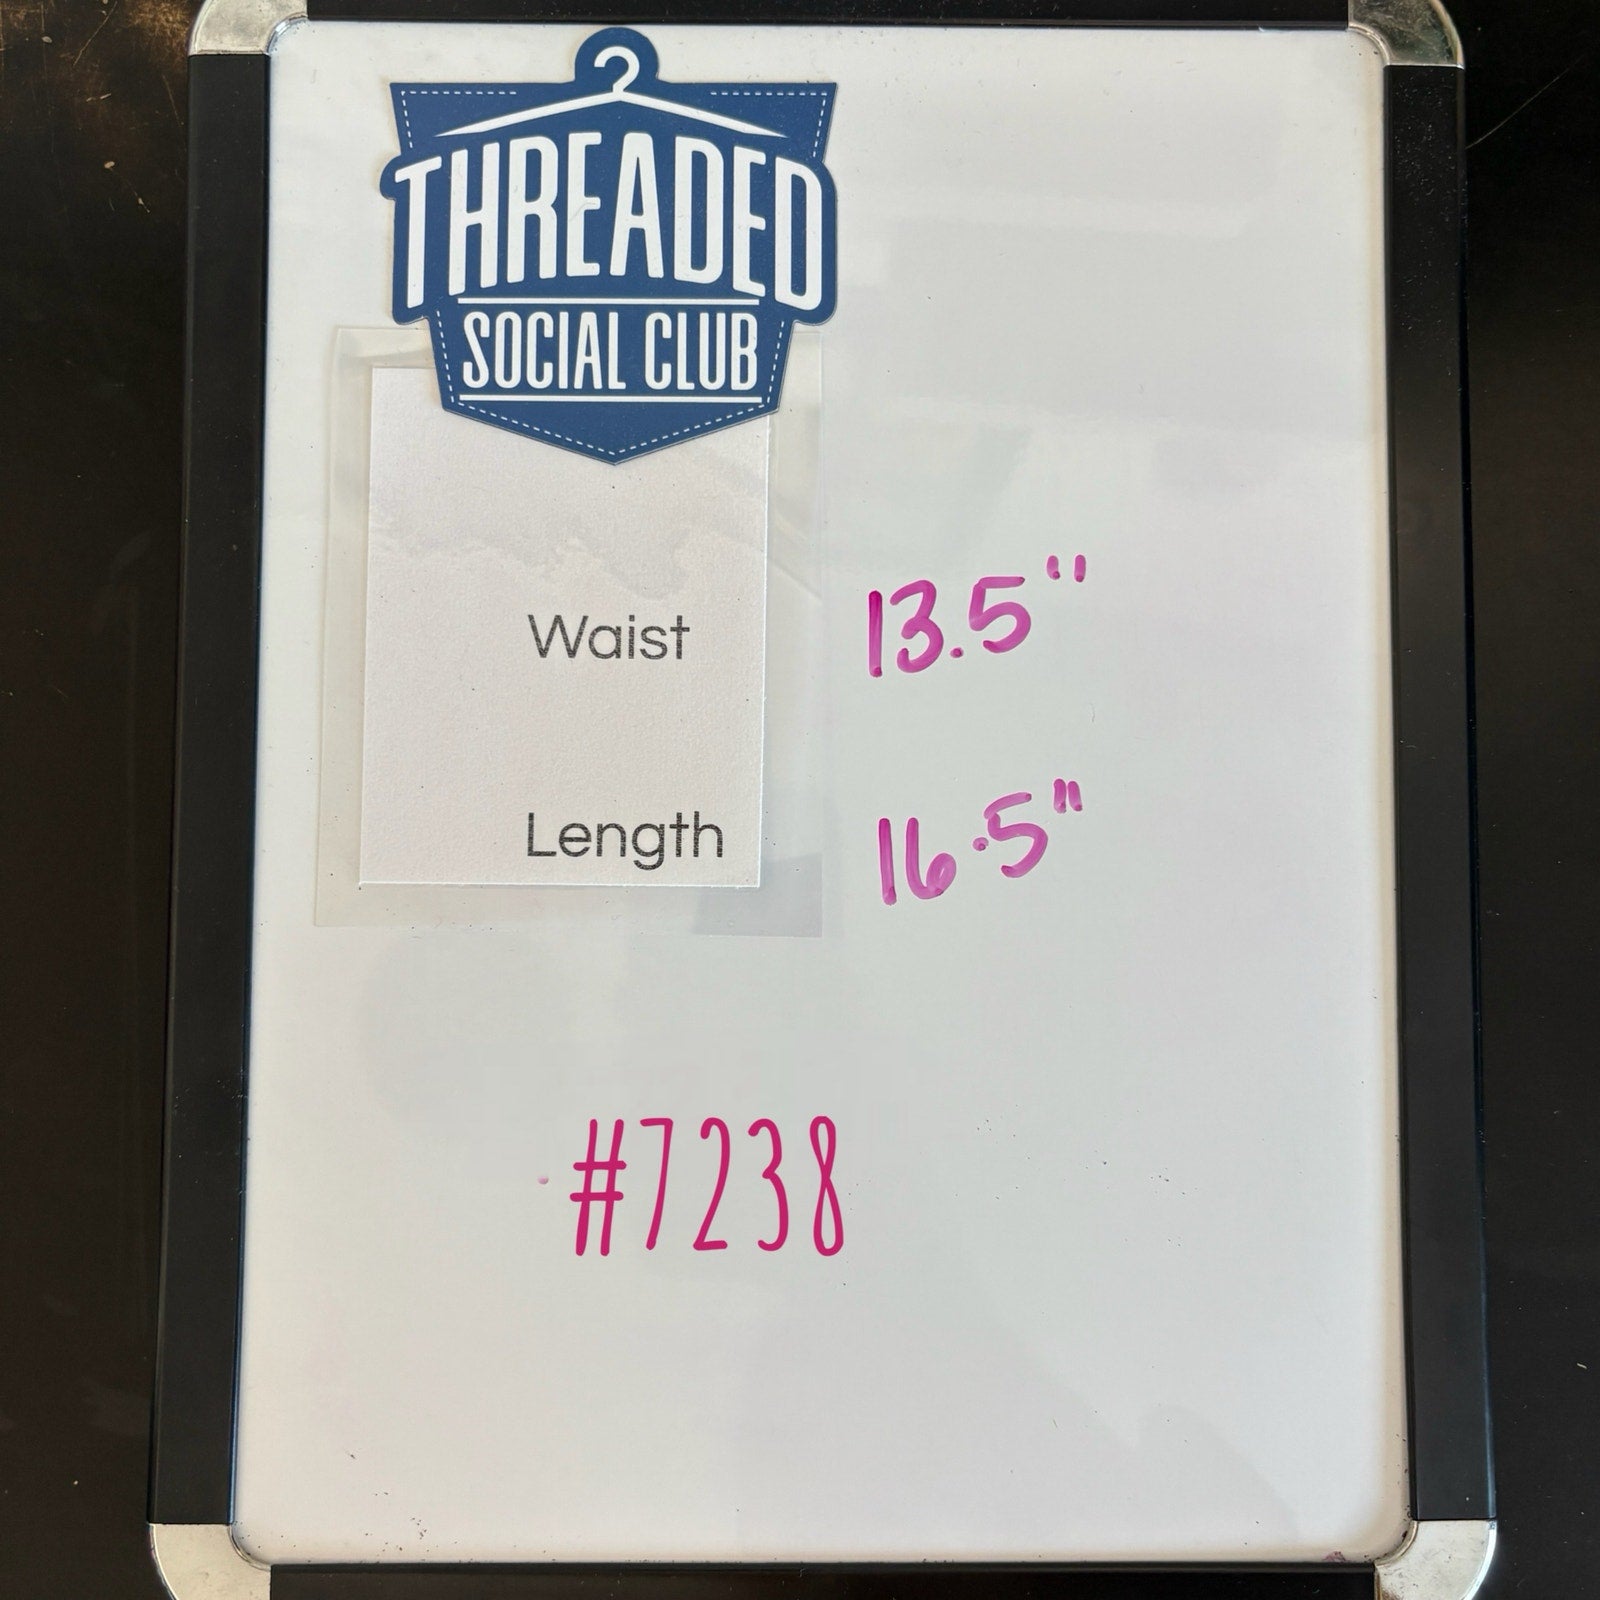 THREADED
SOCIAL CLUB
Waist 13.5"
Length 16.5"
#7238